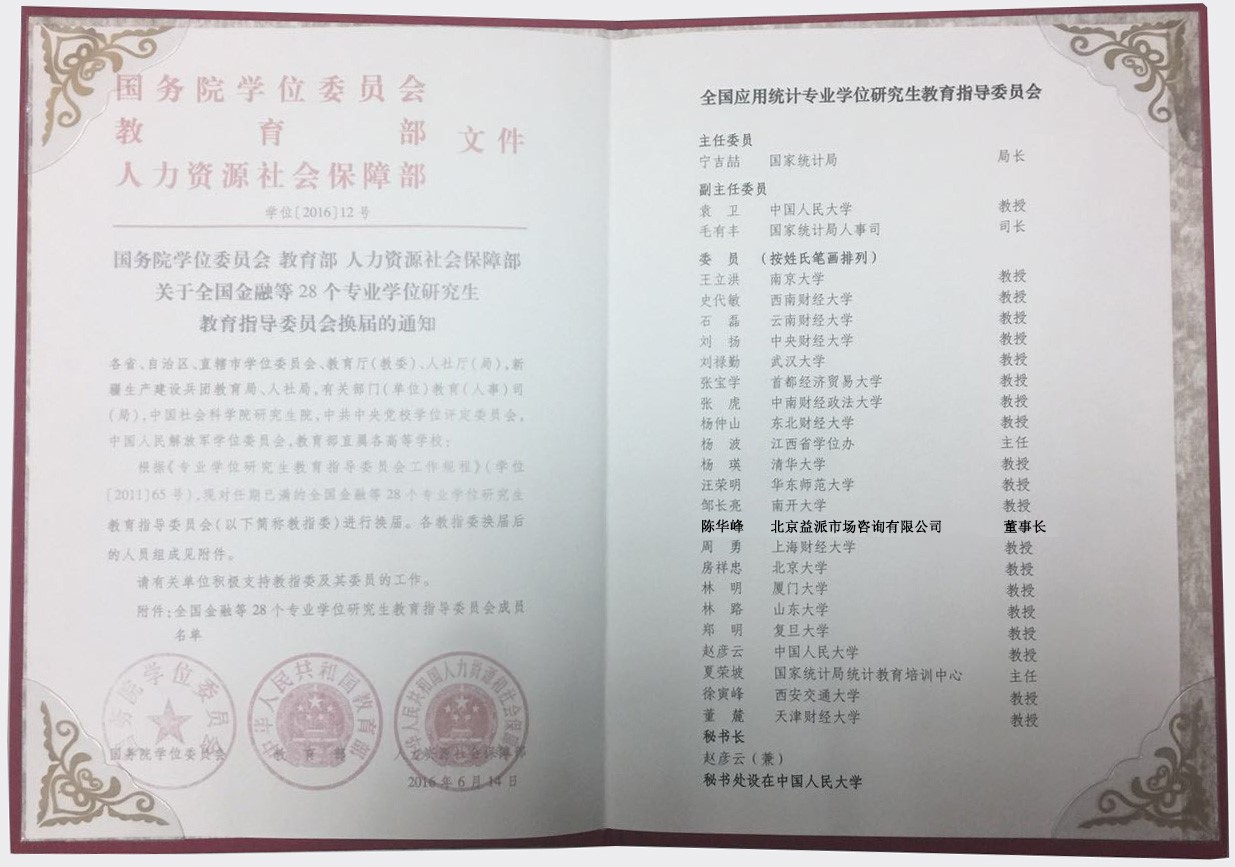 国务院学位委员会
教育部 文件
人力资源社会保障部
学位〔2016〕12号
国务院学位委员会 教育部 人力资源社会保障部
关于全国金融等28个专业学位研究生
教育指导委员会换届的通知
各省、自治区、直辖市学位委员会、教育厅(教委)、人社厅(局),新
疆生产建设兵团教育局、人社局,有关部门(单位)教育(人事)司
(局),中国社会科学院研究生院,中共中央党校学位评定委员会,
中国人民解放军学位委员会,教育部直属各高等学校:
根据《专业学位研究生教育指导委员会工作规程》(学位
〔2011〕65号),现对任期已满的全国金融等28个专业学位研究生
教育指导委员会(以下简称教指委)进行换届。各教指委换届后
的人员组成见附件。
请有关单位积极支持教指委及其委员的工作。
附件:全国金融等28个专业学位研究生教育指导委员会成员
名单
国务院学位委员会 教育部 人力资源社会保障部
2016年6月14日
全国应用统计专业学位研究生教育指导委员会
主任委员
宁吉喆 国家统计局 局长
副主任委员
袁卫 中国人民大学 教授
毛有丰 国家统计局人事司 司长
委员 (按姓氏笔画排列)
王立洪 南京大学 教授
史代敏 西南财经大学 教授
石磊 云南财经大学 教授
刘扬 中央财经大学 教授
刘禄勤 武汉大学 教授
张宝学 首都经济贸易大学 教授
张虎 中南财经政法大学 教授
杨仲山 东北财经大学 教授
杨波 江西省学位办 主任
杨瑛 清华大学 教授
汪荣明 华东师范大学 教授
邹长亮 南开大学 教授
陈华峰 北京益派市场咨询有限公司 董事长
周勇 上海财经大学 教授
房祥忠 北京大学 教授
林明 厦门大学 教授
林路 山东大学 教授
郑明 复旦大学 教授
赵彦云 中国人民大学 教授
夏荣坡 国家统计局统计教育培训中心 主任
徐寅峰 西安交通大学 教授
董麓 天津财经大学 教授
秘书长
赵彦云(兼)
秘书处设在中国人民大学